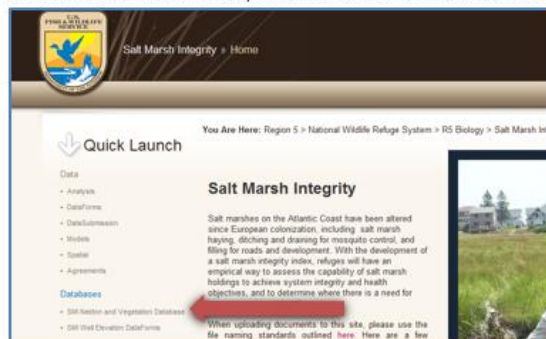 U.S.
FISH & WILDLIFE
SERVICE
Salt Marsh Integrity » Home
You Are Here: Region 5 > National Wildlife Refuge System > R5 Biology > Salt Marsh
Quick Launch
Data
• Analysis
• DataForms
• DataSubmission
• Models
• Spatial
• Agreements
Databases
• SMI Nekton and Vegetation Database
• SMI Well Elevation DataForms
Salt Marsh Integrity
Salt marshes on the Atlantic Coast have been altered
since European colonization, including salt marsh
haying, ditching and draining for mosquito control, and
filling for roads and development. With the development of
a salt marsh integrity index, refuges will have an
empirical way to assess the capability of salt marsh
holdings to achieve system integrity and health
objectives, and to determine where there is a need for
When uploading documents to this site, please use the
file naming standards outlined here. Here are a few